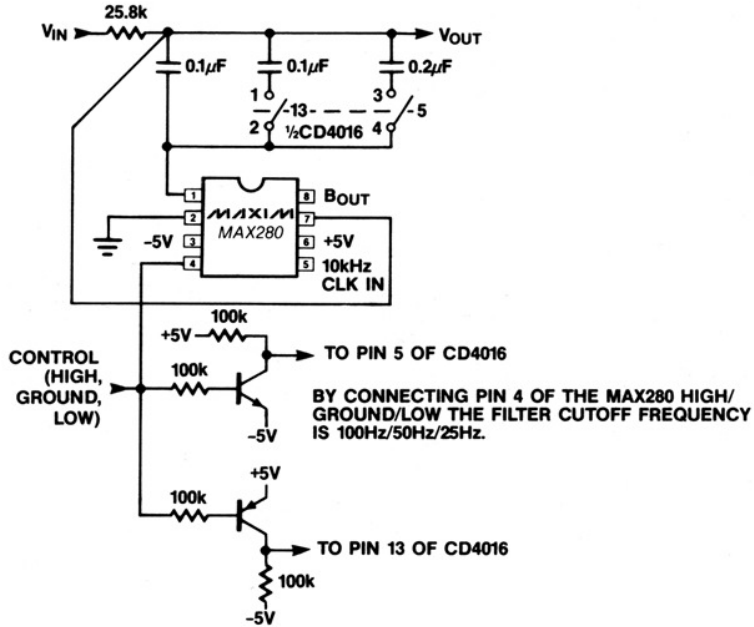 25.8k
VIN
VOUT
0.1µF
0.1µF
0.2µF
1
13
3
5
2
4
½CD4016
1
8 BOUT
2
MAXIM
7
MAX280
-5V 3
6 +5V
4
5 10kHz
CLK IN
100k
+5V
TO PIN 5 OF CD4016
CONTROL
(HIGH,
GROUND,
LOW)
100k
-5V
BY CONNECTING PIN 4 OF THE MAX280 HIGH/
GROUND/LOW THE FILTER CUTOFF FREQUENCY
IS 100Hz/50Hz/25Hz.
+5V
100k
TO PIN 13 OF CD4016
100k
-5V